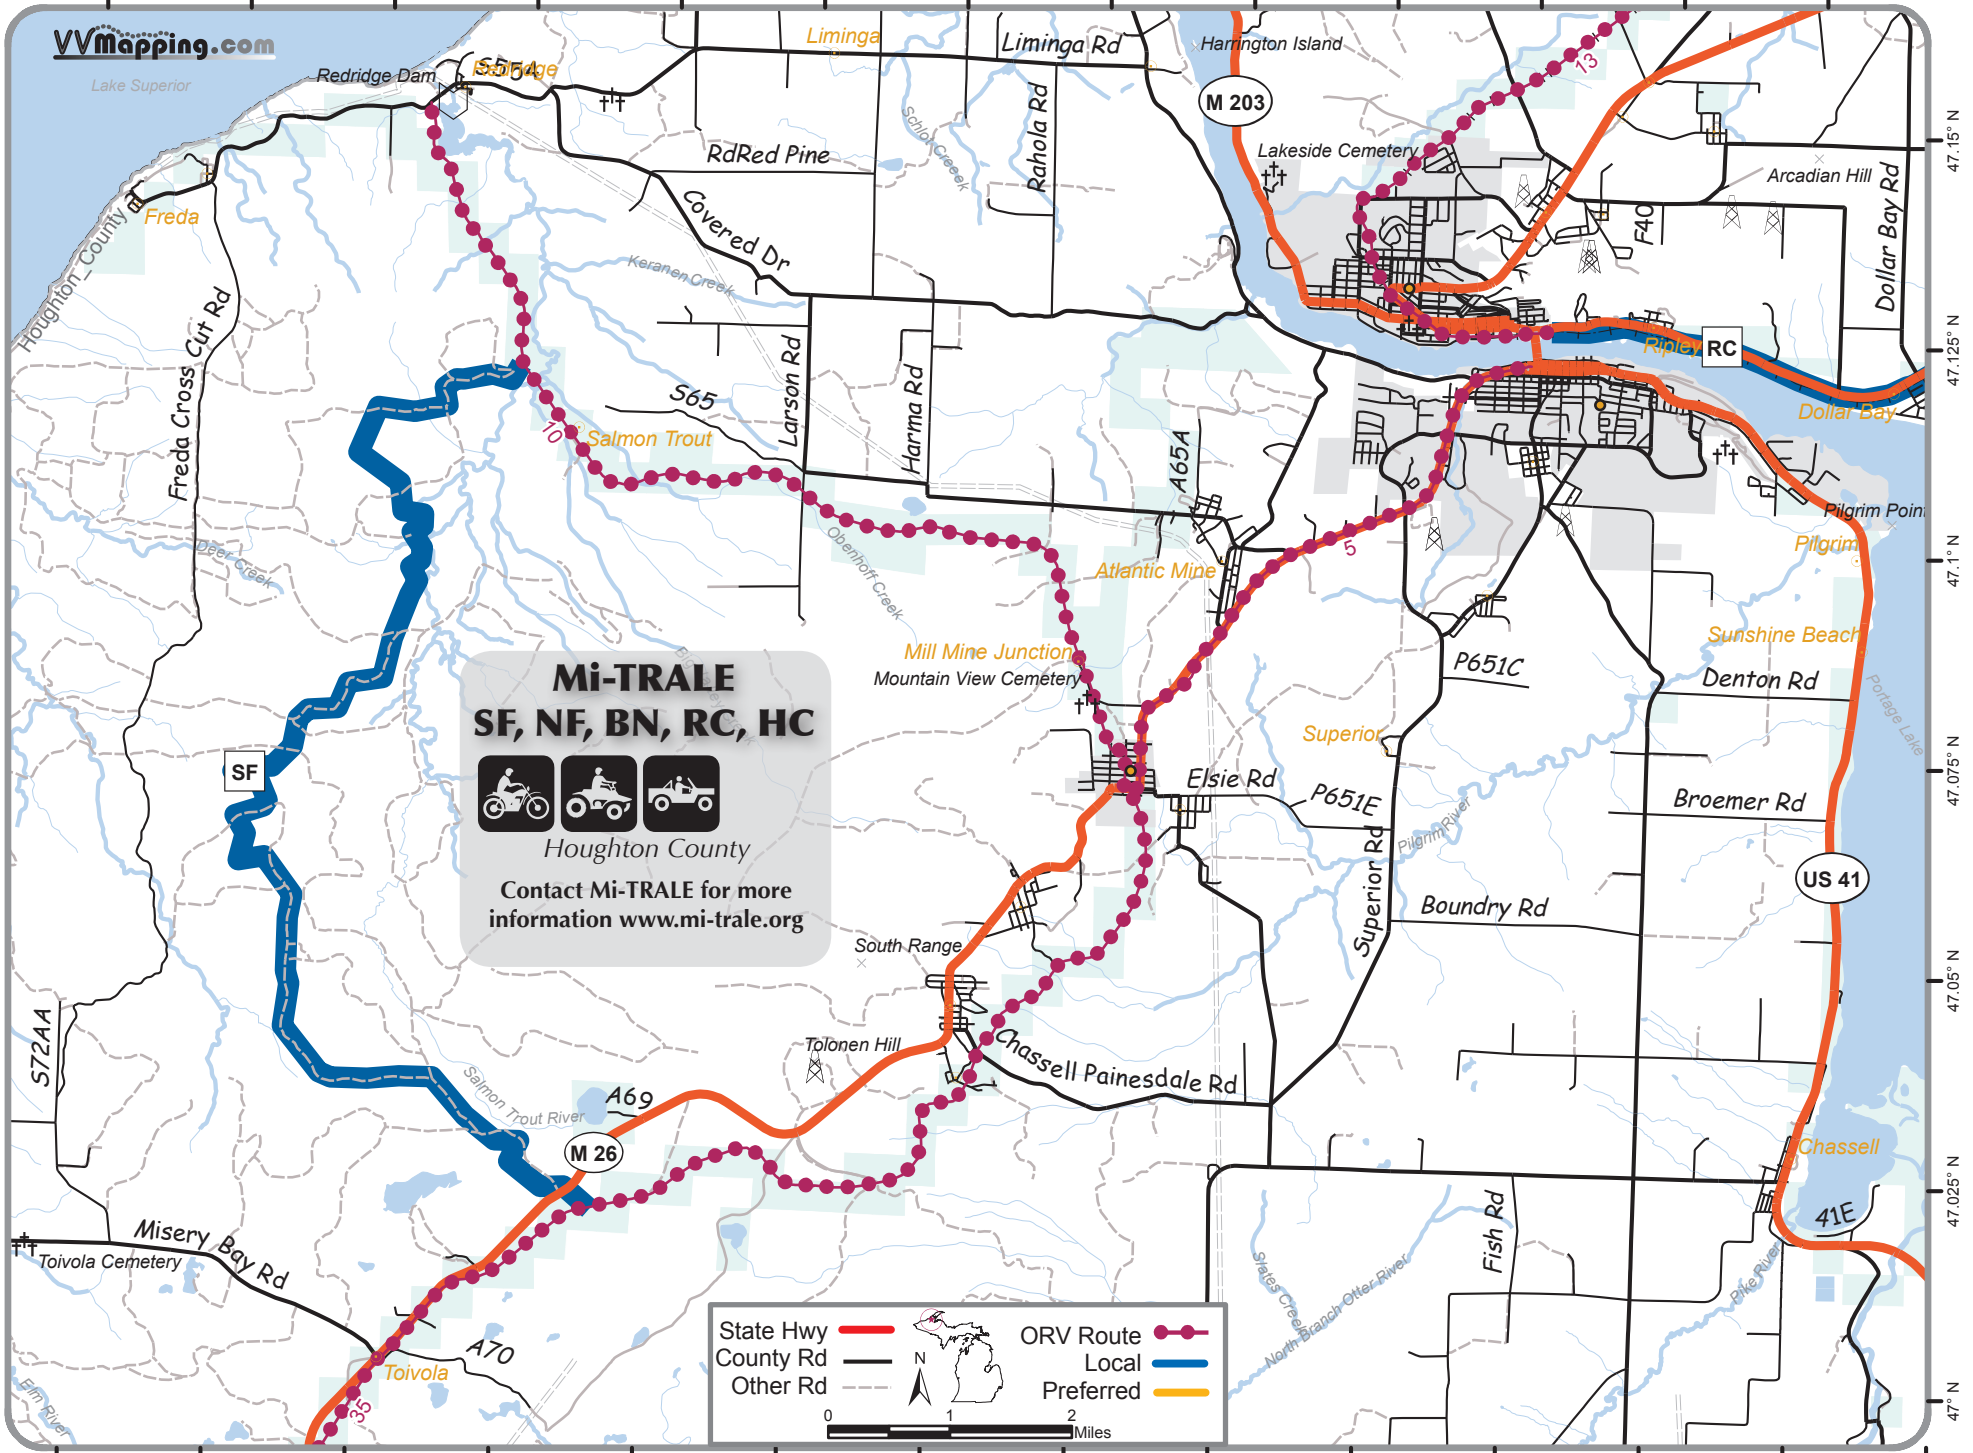 VVMapping.com
Lake Superior
Redridge Dam
S554
Redridge
Liminga
Liminga Rd
Harrington Island
M 203
13
Freda
Houghton_County
RdRed Pine
Rahola Rd
Schlot Creeek
Lakeside Cemetery
Arcadian Hill
F40
Dollar Bay Rd
47.15° N
Covered Dr
Keranen Creek
Freda Cross Cut Rd
Larson Rd
Harma Rd
S65
Ripley
RC
Dollar Bay
47.125° N
10
Salmon Trout
A65A
Pilgrim Point
Pilgrim
Deer Creek
Obenhoff Creek
Atlantic Mine
5
47.1° N
Mill Mine Junction
Mountain View Cemetery
Sunshine Beach
P651C
Denton Rd
Portage Lake
Mi-TRALE
SF, NF, BN, RC, HC
Houghton County
Contact Mi-TRALE for more
information www.mi-trale.org
SF
Superior
Elsie Rd
P651E
Broemer Rd
47.075° N
Pilgrim River
Superior Rd
Boundry Rd
US 41
South Range
47.05° N
S72AA
Tolonen Hill
Chassell Painesdale Rd
Salmon Trout River
A69
M 26
Chassell
47.025° N
Misery Bay Rd
Toivola Cemetery
Fish Rd
41E
Slates Creek
North Branch Otter River
Pike River
A70
Toivola
Elm River
35
State Hwy
County Rd
Other Rd
N
ORV Route
Local
Preferred
0 1 2
Miles
47° N